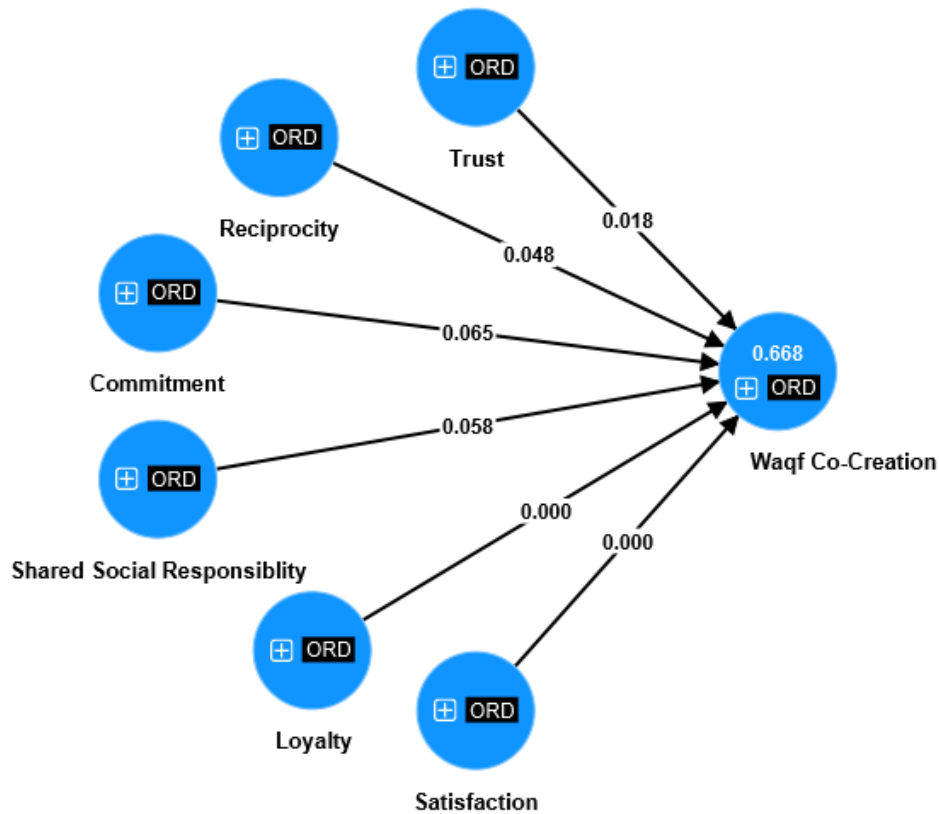 ORD
Trust
ORD
Reciprocity
0.018
0.048
ORD
Commitment
0.065
0.668
ORD
Waqf Co-Creation
0.058
ORD
Shared Social Responsiblity
0.000
0.000
ORD
Loyalty
ORD
Satisfaction